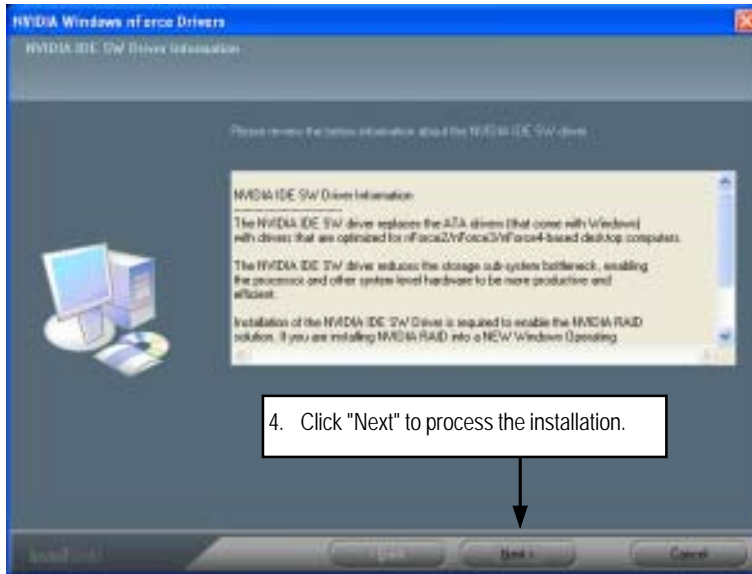 NVIDIA Windows nForce Drivers
NVIDIA IDE SW Driver Information
Please review the below information about the NVIDIA IDE SW driver
NVIDIA IDE SW Driver Information
The NVIDIA IDE SW driver replaces the ATA drivers (that come with Windows)
with drivers that are optimized for nForce2/nForce3/nForce4-based desktop computers.
The NVIDIA IDE SW driver reduces the storage sub-system bottleneck, enabling
the processor and other system level hardware to be more productive and
efficient.
Installation of the NVIDIA IDE SW Driver is required to enable the NVIDIA RAID
solution. If you are installing NVIDIA RAID into a NEW Windows Operating
4. Click "Next" to process the installation.
Next >
Cancel